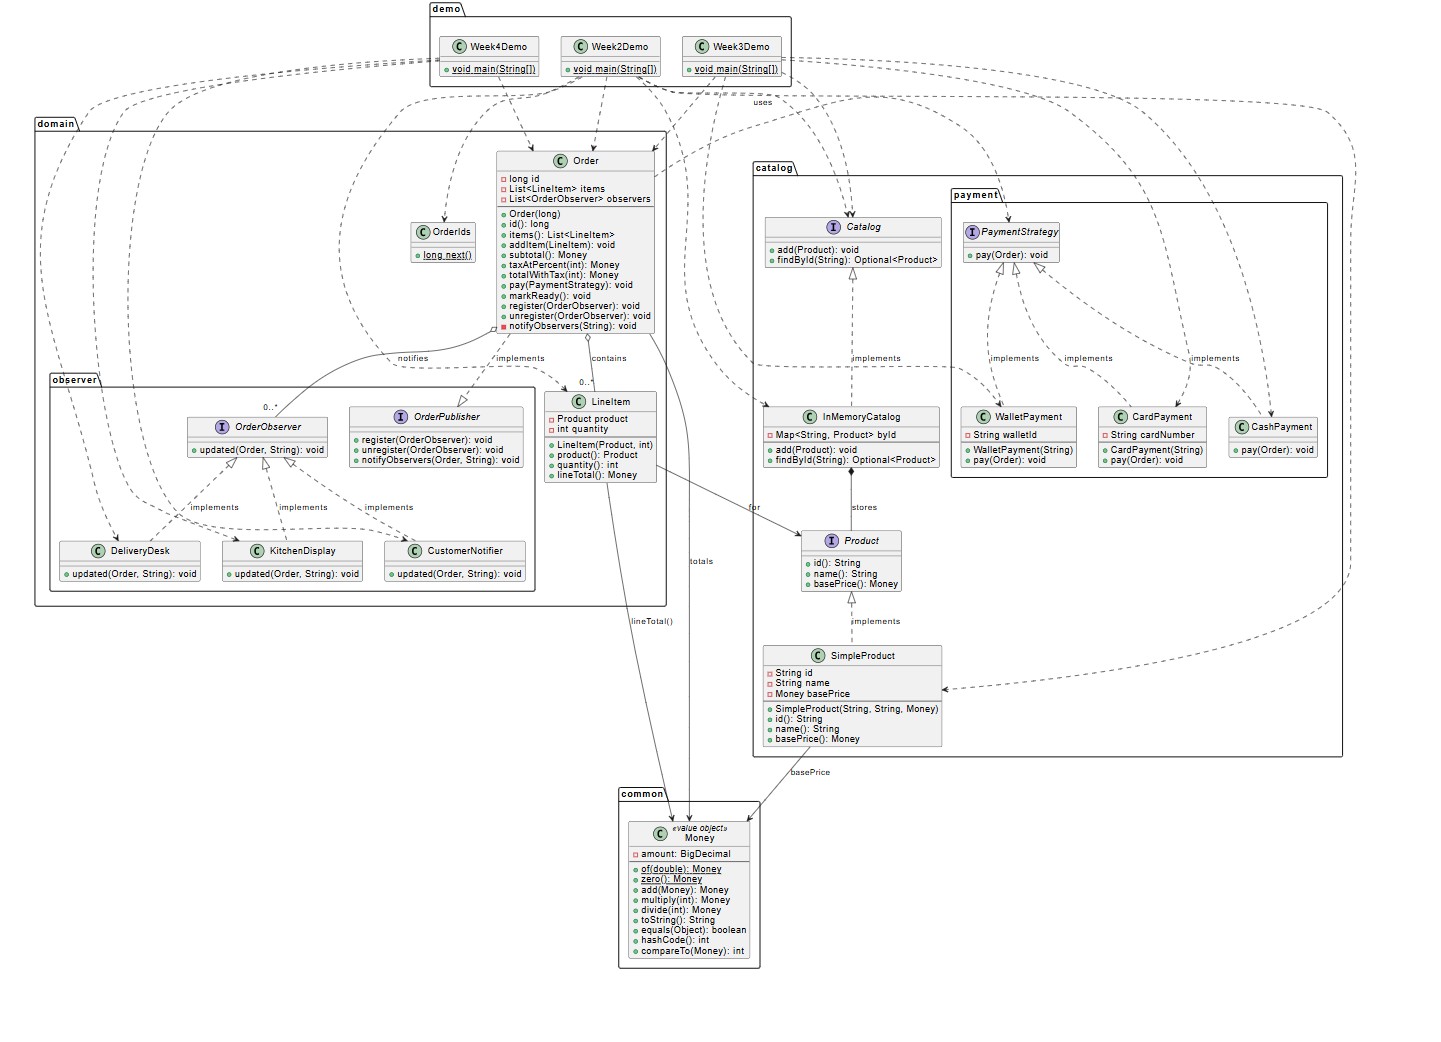 demo
C Week4Demo
void main(String[])
C Week2Demo
void main(String[])
C Week3Demo
void main(String[])
uses
domain
C Order
long id
List<LineItem> items
List<OrderObserver> observers
Order(long)
id(): long
items(): List<LineItem>
addItem(LineItem): void
subtotal(): Money
taxAtPercent(int): Money
totalWithTax(int): Money
pay(PaymentStrategy): void
markReady(): void
register(OrderObserver): void
unregister(OrderObserver): void
notifyObservers(String): void
C OrderIds
long next()
notifies
implements
contains
0..*
0..*
observer
I OrderObserver
updated(Order, String): void
I OrderPublisher
register(OrderObserver): void
unregister(OrderObserver): void
notifyObservers(Order, String): void
C LineItem
Product product
int quantity
LineItem(Product, int)
product(): Product
quantity(): int
lineTotal(): Money
implements
implements
implements
C DeliveryDesk
updated(Order, String): void
C KitchenDisplay
updated(Order, String): void
C CustomerNotifier
updated(Order, String): void
catalog
I Catalog
add(Product): void
findById(String): Optional<Product>
implements
payment
I PaymentStrategy
pay(Order): void
implements
implements
implements
C InMemoryCatalog
Map<String, Product> byId
add(Product): void
findById(String): Optional<Product>
C WalletPayment
String walletId
WalletPayment(String)
pay(Order): void
C CardPayment
String cardNumber
CardPayment(String)
pay(Order): void
C CashPayment
pay(Order): void
for
stores
I Product
id(): String
name(): String
basePrice(): Money
totals
lineTotal()
implements
C SimpleProduct
String id
String name
Money basePrice
SimpleProduct(String, String, Money)
id(): String
name(): String
basePrice(): Money
basePrice
common
C «value object»
Money
amount: BigDecimal
of(double): Money
zero(): Money
add(Money): Money
multiply(int): Money
divide(int): Money
toString(): String
equals(Object): boolean
hashCode(): int
compareTo(Money): int